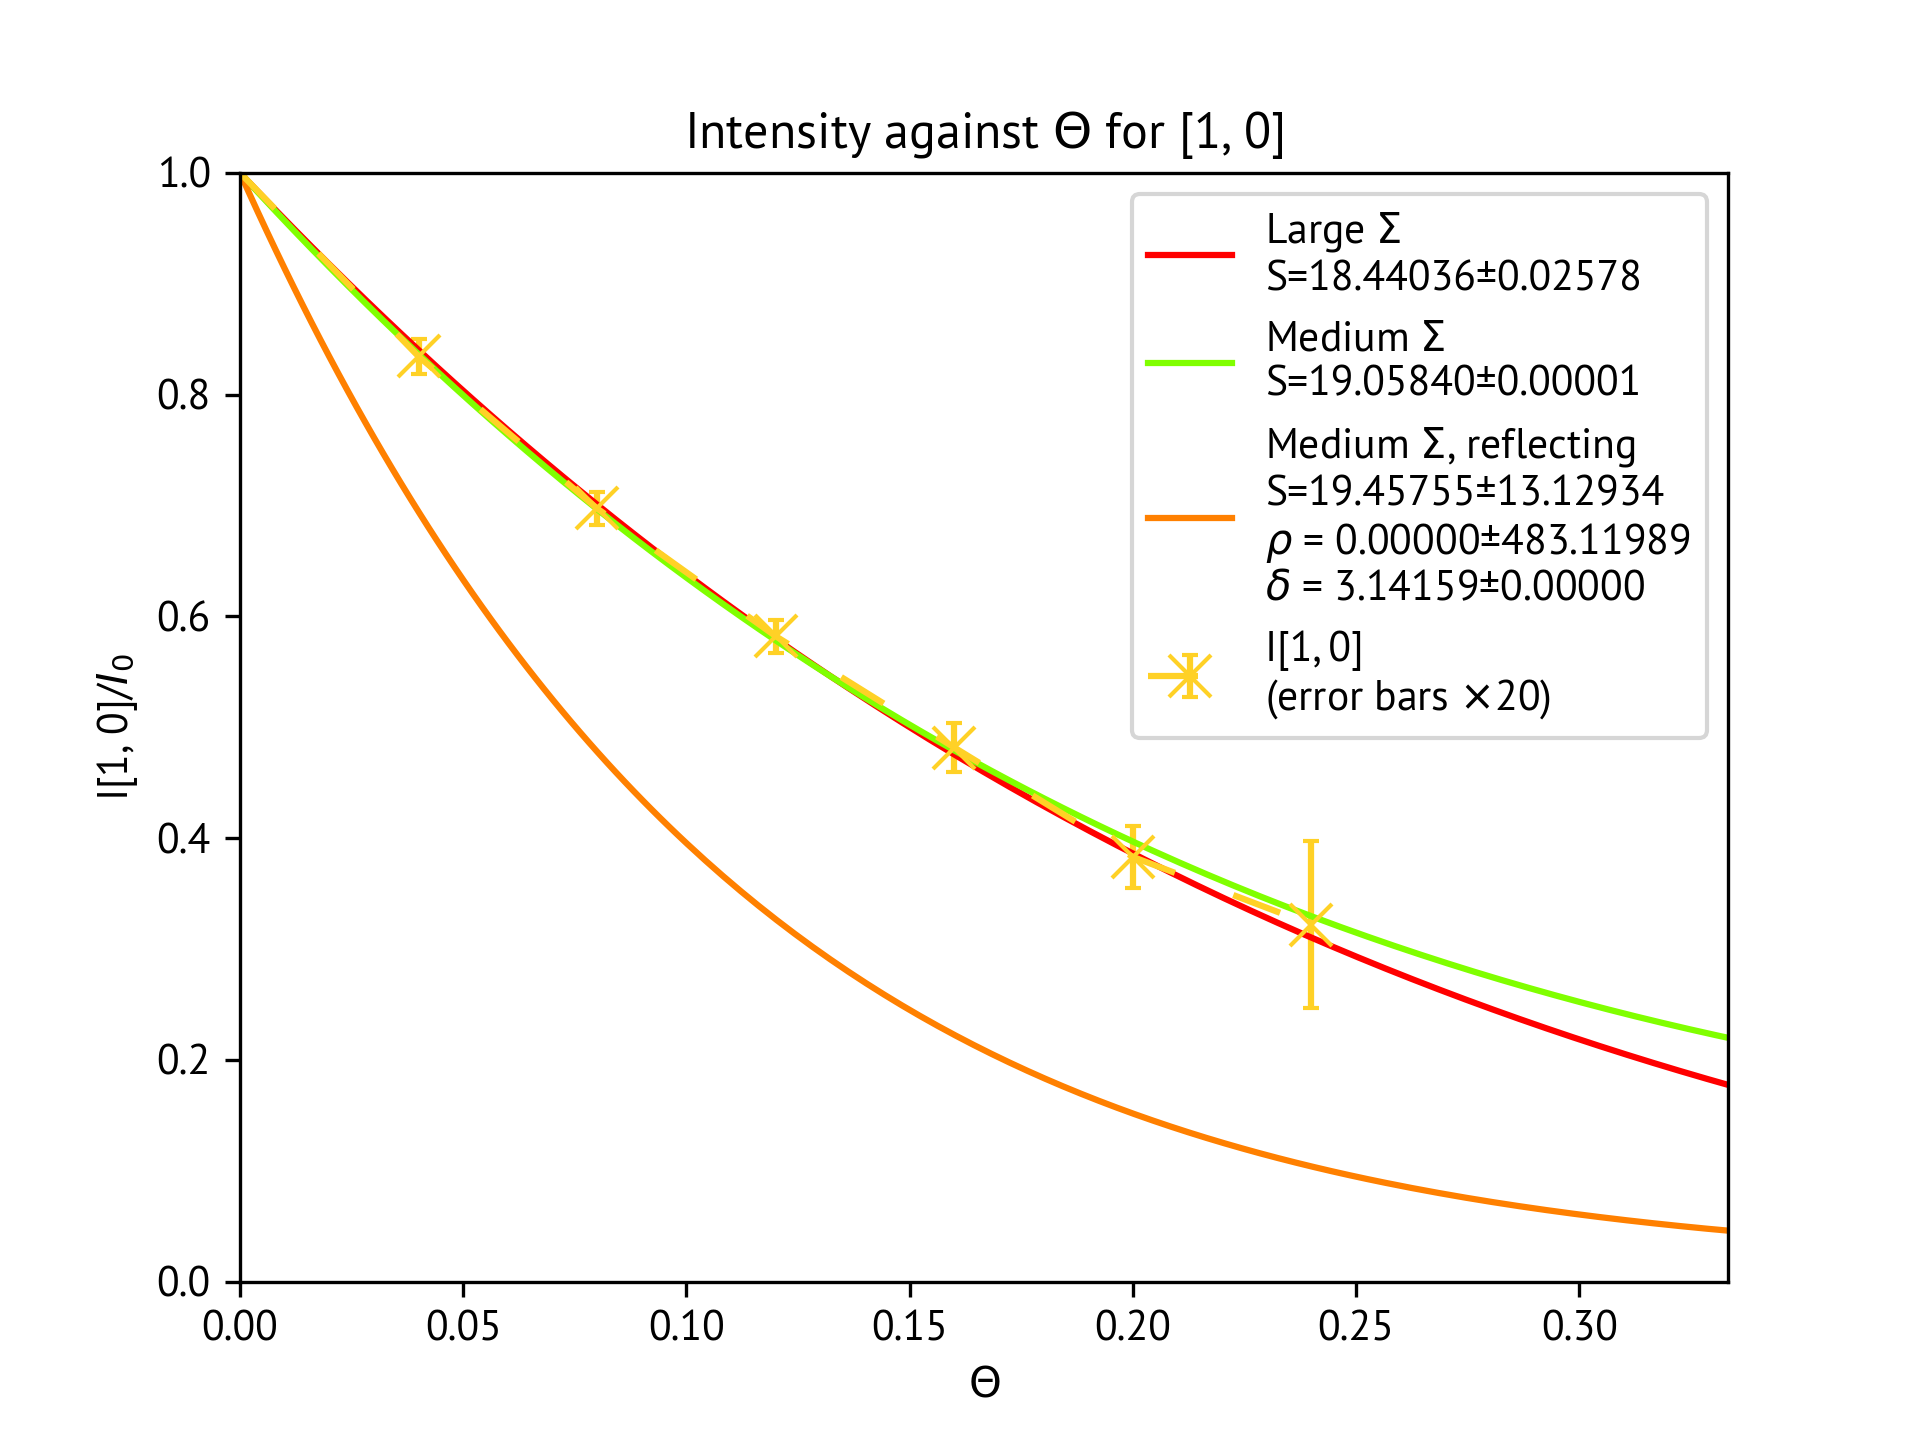 Intensity against Θ for [1, 0]
1.0
0.8
0.6
0.4
0.2
0.0
I[1, 0]/I₀
Large Σ
S=18.44036±0.02578
Medium Σ
S=19.05840±0.00001
Medium Σ, reflecting
S=19.45755±13.12934
ρ = 0.00000±483.11989
δ = 3.14159±0.00000
I[1, 0]
(error bars ×20)
0.00 0.05 0.10 0.15 0.20 0.25 0.30
Θ